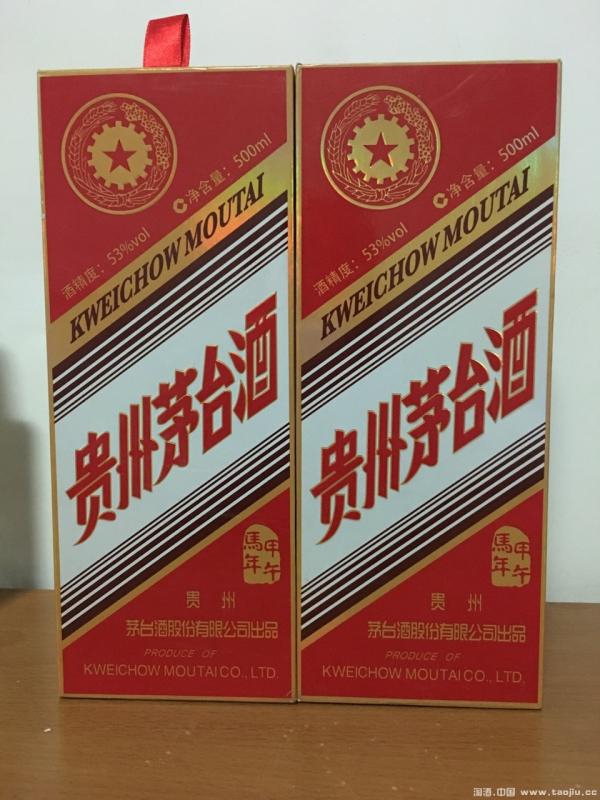 净含量：500ml
酒精度：53%vol
KWEICHOW MOUTAI
贵州茅台酒
甲午
馬年
贵 州
茅台酒股份有限公司出品
PRODUCE OF
KWEICHOW MOUTAI CO., LTD.
净含量：500ml
酒精度：53%vol
KWEICHOW MOUTAI
贵州茅台酒
甲午
馬年
贵 州
茅台酒股份有限公司出品
PRODUCE OF
KWEICHOW MOUTAI CO., LTD.
淘酒.中国 www.taojiu.cc